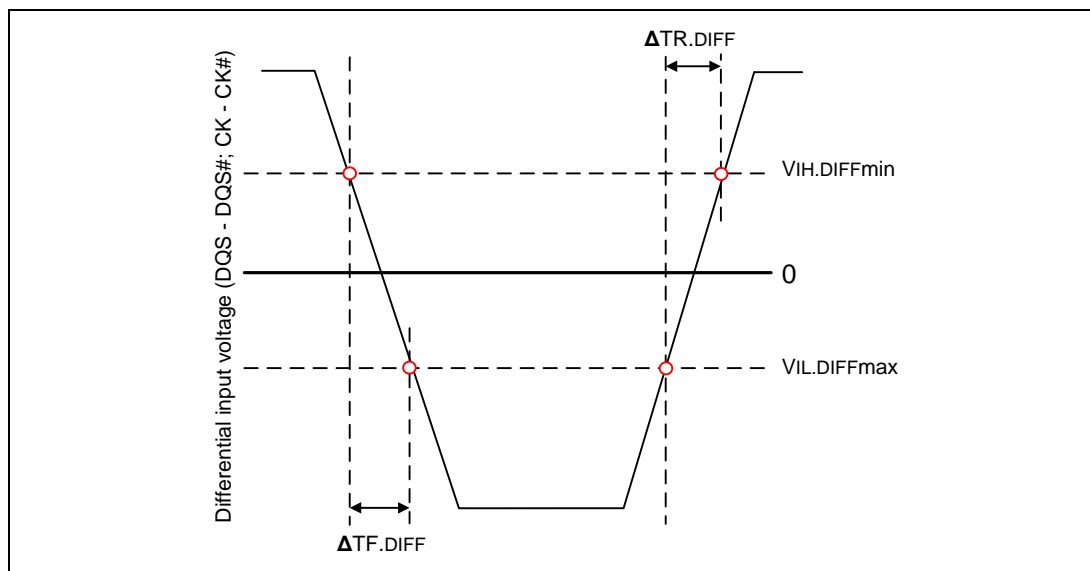 ΔTR.DIFF
Differential input voltage (DQS - DQS#; CK - CK#)
VIH.DIFFmin
0
VIL.DIFFmax
ΔTF.DIFF